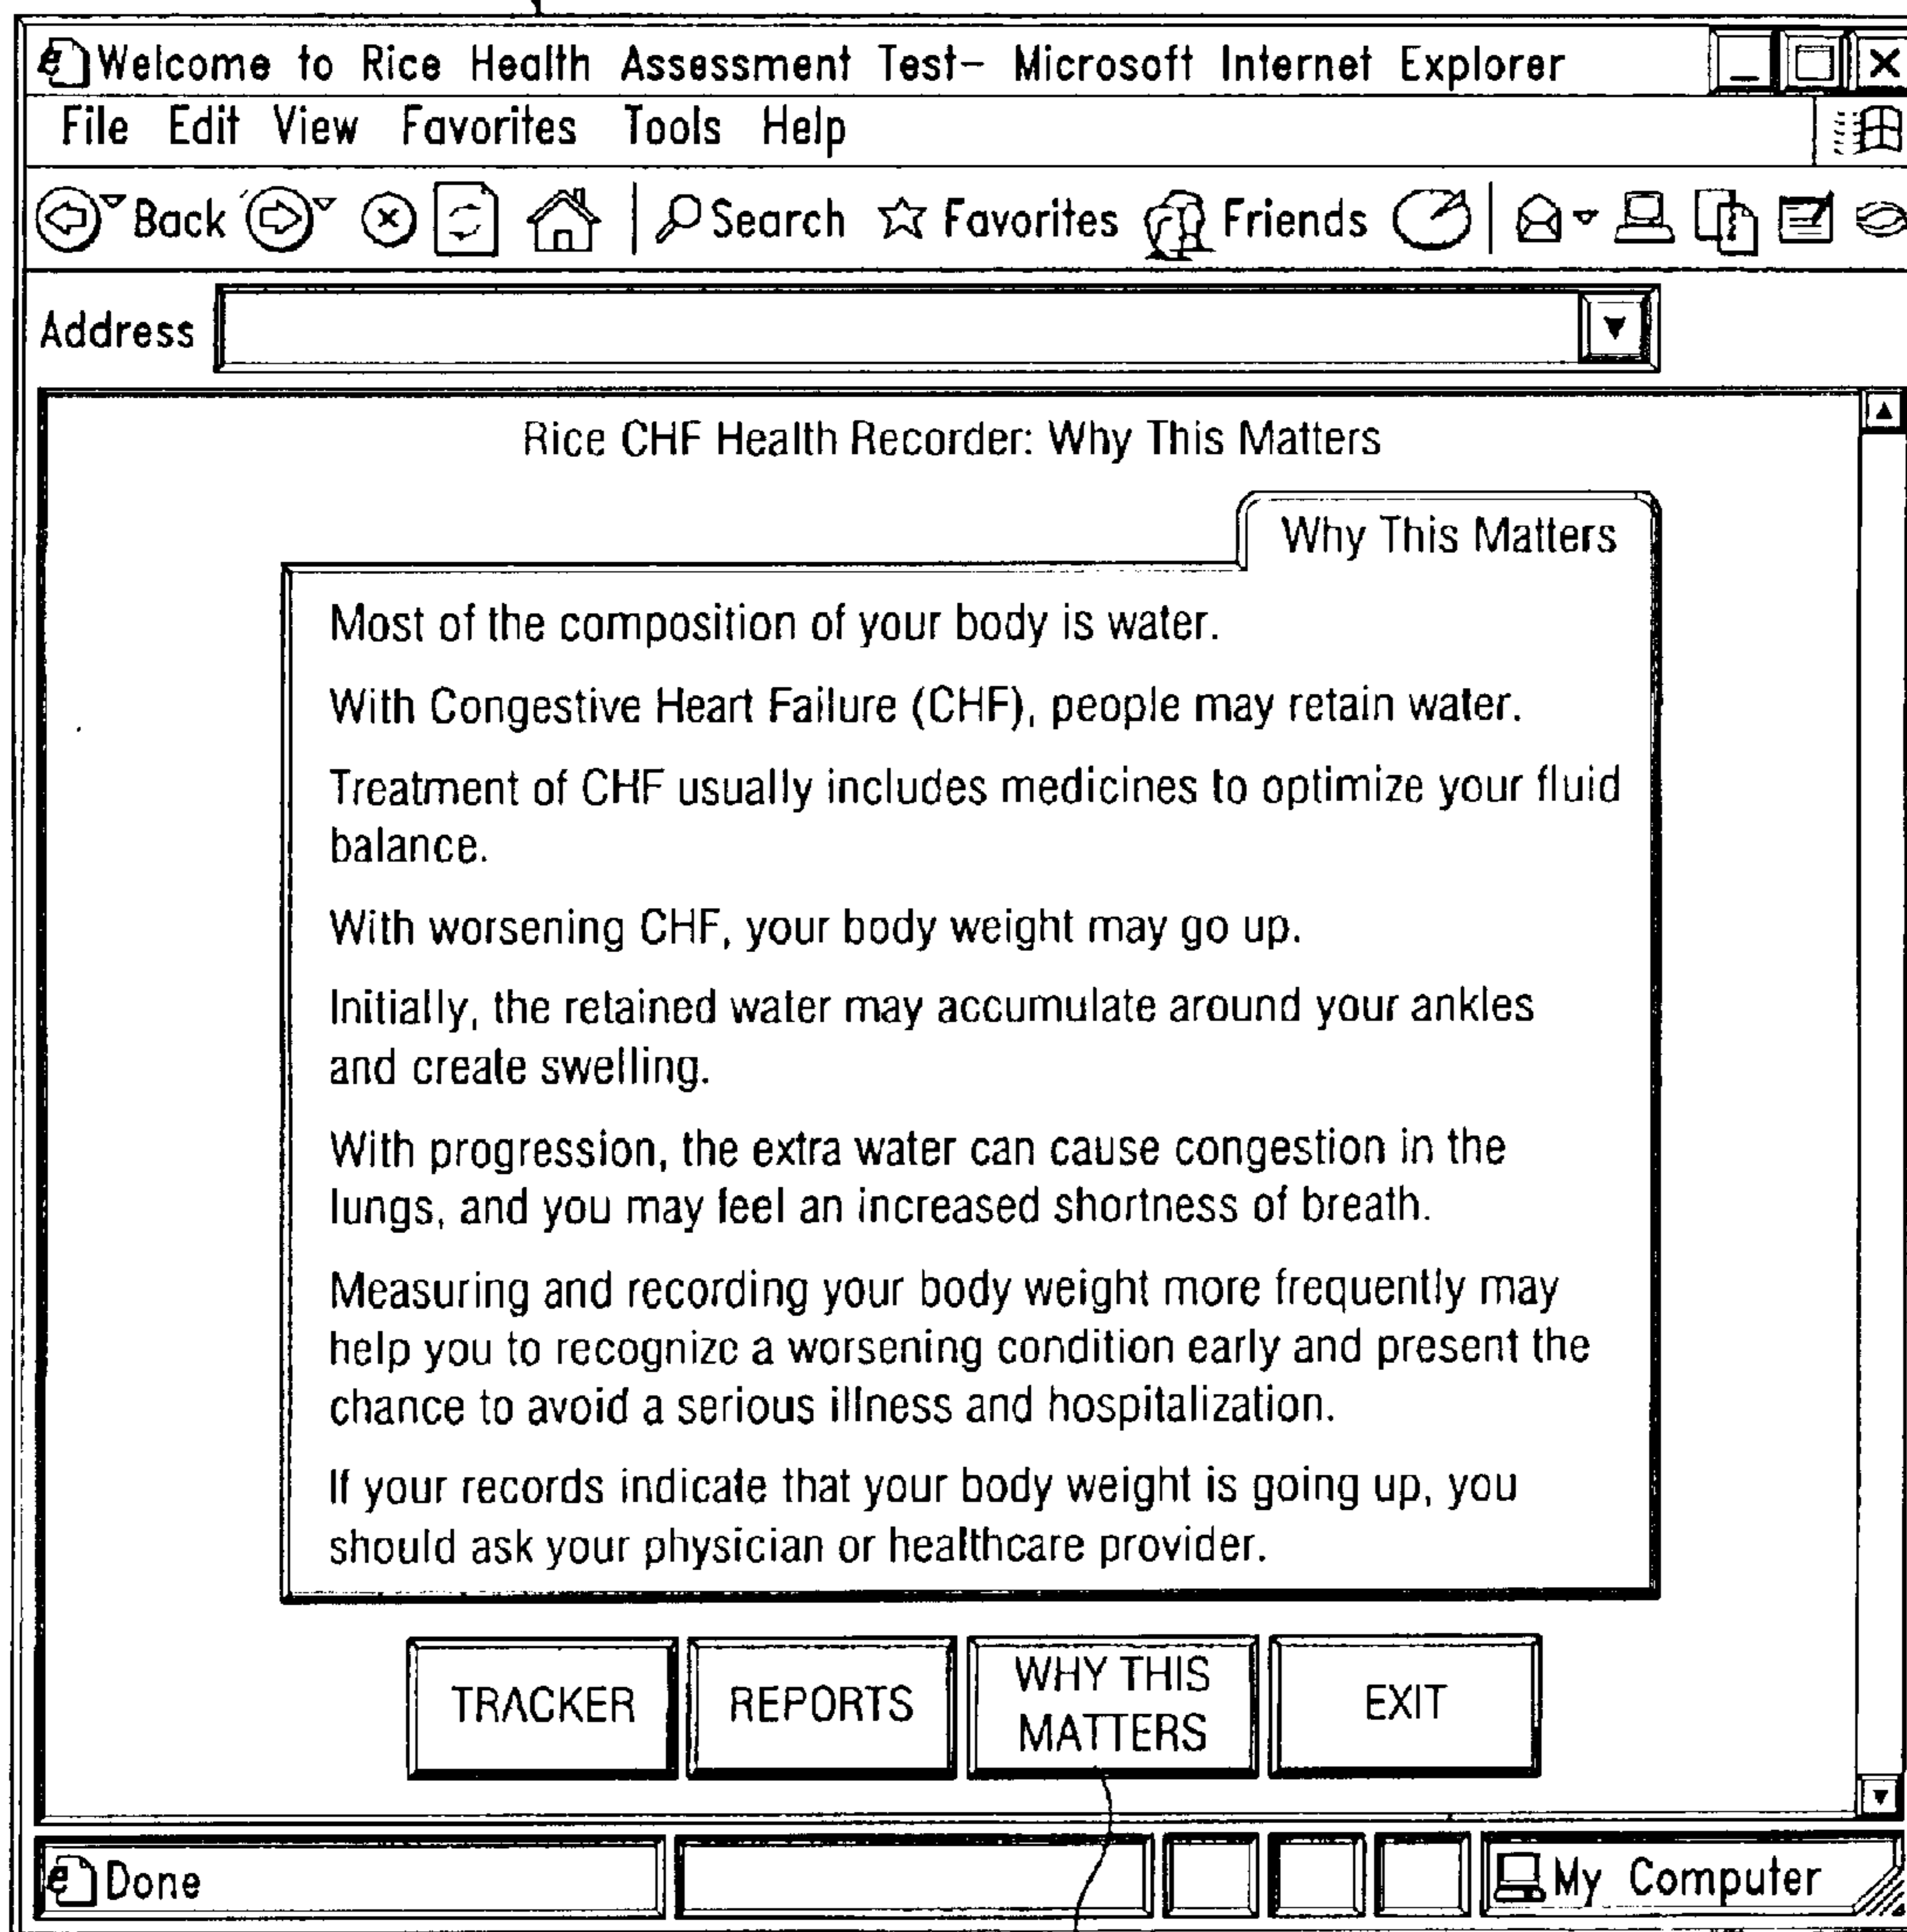 Welcome to Rice Health Assessment Test- Microsoft Internet Explorer
File Edit View Favorites Tools Help
Back Search Favorites Friends
Address
Rice CHF Health Recorder: Why This Matters
Why This Matters
Most of the composition of your body is water.
With Congestive Heart Failure (CHF), people may retain water.
Treatment of CHF usually includes medicines to optimize your fluid
balance.
With worsening CHF, your body weight may go up.
Initially, the retained water may accumulate around your ankles
and create swelling.
With progression, the extra water can cause congestion in the
lungs, and you may feel an increased shortness of breath.
Measuring and recording your body weight more frequently may
help you to recognize a worsening condition early and present the
chance to avoid a serious illness and hospitalization.
If your records indicate that your body weight is going up, you
should ask your physician or healthcare provider.
TRACKER REPORTS WHY THIS MATTERS EXIT
Done My Computer